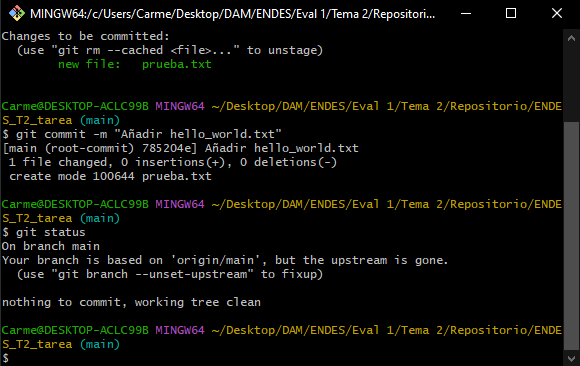 MINGW64:/c/Users/Carme/Desktop/DAM/ENDES/Eval 1/Tema 2/Repositori...
Changes to be committed:
  (use "git rm --cached <file>..." to unstage)
        new file:   prueba.txt

Carme@DESKTOP-ACLC99B MINGW64 ~/Desktop/DAM/ENDES/Eval 1/Tema 2/Repositorio/ENDE
S_T2_tarea (main)
$ git commit -m "Añadir hello_world.txt"
[main (root-commit) 785204e] Añadir hello_world.txt
 1 file changed, 0 insertions(+), 0 deletions(-)
 create mode 100644 prueba.txt

Carme@DESKTOP-ACLC99B MINGW64 ~/Desktop/DAM/ENDES/Eval 1/Tema 2/Repositorio/ENDE
S_T2_tarea (main)
$ git status
On branch main
Your branch is based on 'origin/main', but the upstream is gone.
  (use "git branch --unset-upstream" to fixup)

nothing to commit, working tree clean

Carme@DESKTOP-ACLC99B MINGW64 ~/Desktop/DAM/ENDES/Eval 1/Tema 2/Repositorio/ENDE
S_T2_tarea (main)
$